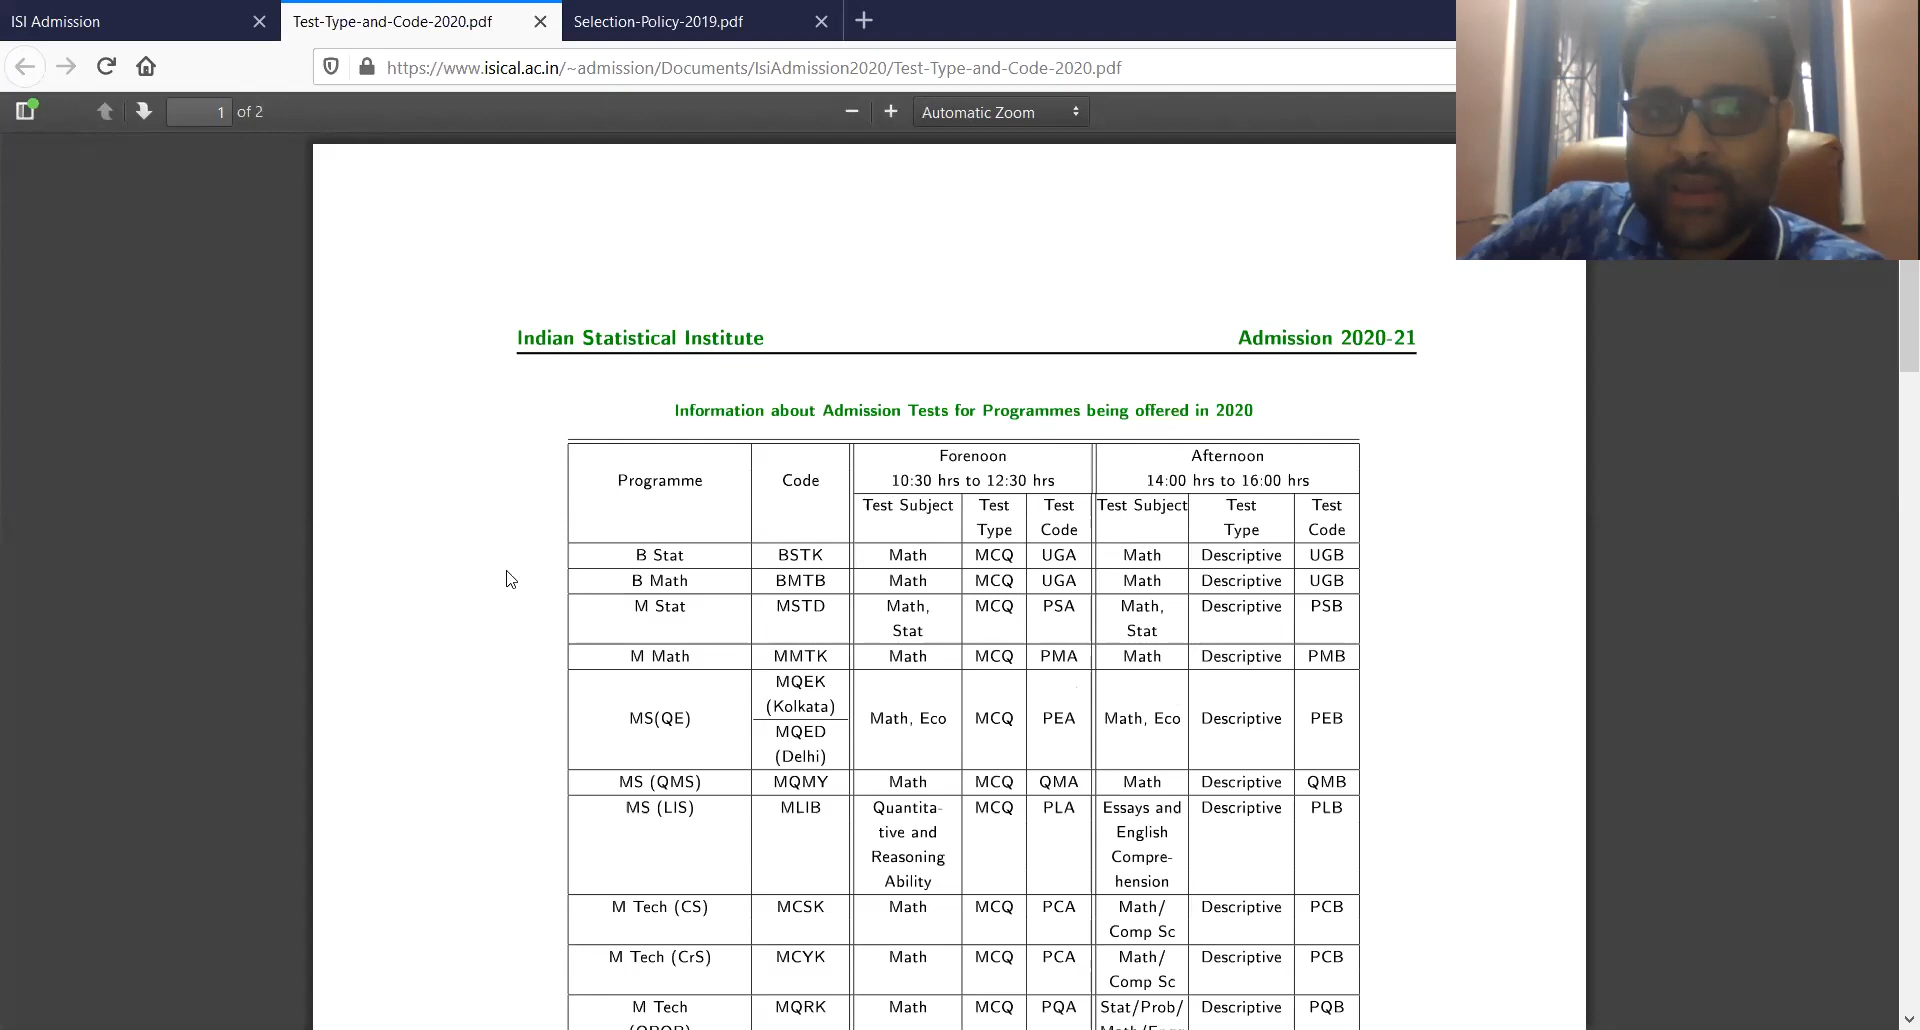 ISI Admission
Test-Type-and-Code-2020.pdf
Selection-Policy-2019.pdf
https://www.isical.ac.in/~admission/Documents/IsiAdmission2020/Test-Type-and-Code-2020.pdf
1 of 2
Automatic Zoom
Indian Statistical Institute Admission 2020-21
Information about Admission Tests for Programmes being offered in 2020
Forenoon Afternoon
Programme Code 10:30 hrs to 12:30 hrs 14:00 hrs to 16:00 hrs
Test Subject Test Test Test Subject Test Test
Type Code Type Code
B Stat BSTK Math MCQ UGA Math Descriptive UGB
B Math BMTB Math MCQ UGA Math Descriptive UGB
M Stat MSTD Math, MCQ PSA Math, Descriptive PSB
Stat Stat
M Math MMTK Math MCQ PMA Math Descriptive PMB
MQEK
(Kolkata)
MS(QE) Math, Eco MCQ PEA Math, Eco Descriptive PEB
MQED
(Delhi)
MS (QMS) MQMY Math MCQ QMA Math Descriptive QMB
MS (LIS) MLIB Quantita- MCQ PLA Essays and Descriptive PLB
tive and English
Reasoning Compre-
Ability hension
M Tech (CS) MCSK Math MCQ PCA Math/ Descriptive PCB
Comp Sc
M Tech (CrS) MCYK Math MCQ PCA Math/ Descriptive PCB
Comp Sc
M Tech MQRK Math MCQ PQA Stat/Prob/ Descriptive PQB